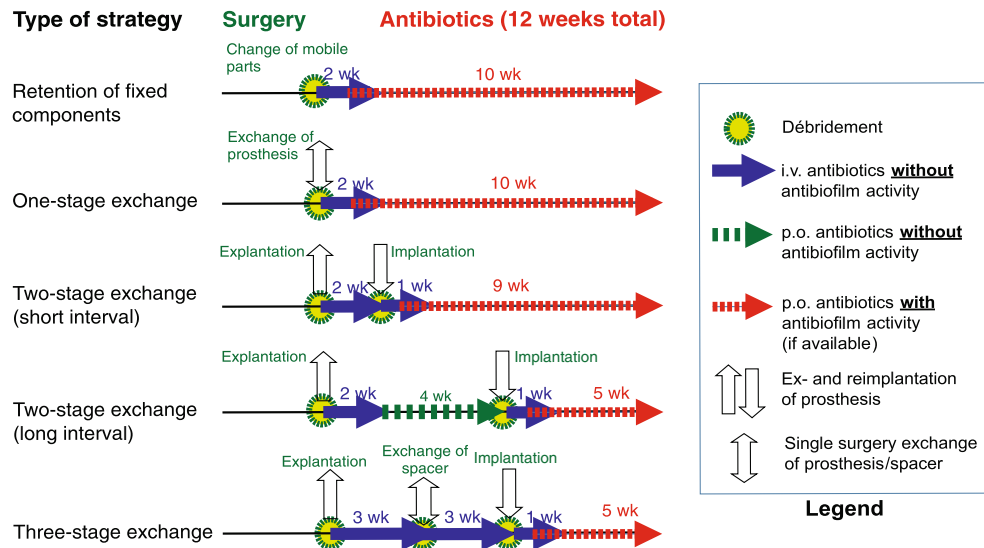 Type of strategy
Surgery
Antibiotics (12 weeks total)
Change of mobile
parts
2 wk
10 wk
Retention of fixed
components
Exchange of
prosthesis
2 wk
10 wk
One-stage exchange
Explantation
Implantation
2 wk
1 wk
9 wk
Two-stage exchange
(short interval)
Explantation
Implantation
2 wk
4 wk
1 wk
5 wk
Two-stage exchange
(long interval)
Explantation
Exchange of
spacer
Implantation
3 wk
3 wk
1 wk
5 wk
Three-stage exchange
Débridement
i.v. antibiotics without
antibiofilm activity
p.o. antibiotics without
antibiofilm activity
p.o. antibiotics with
antibiofilm activity
(if available)
Ex- and reimplantation
of prosthesis
Single surgery exchange
of prosthesis/spacer
Legend